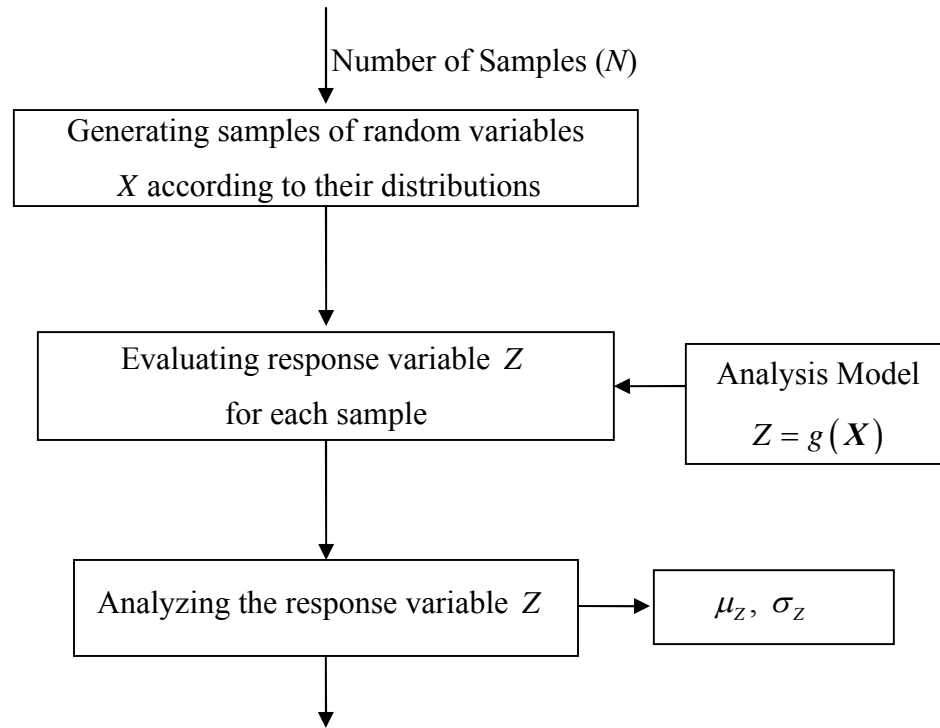 Number of Samples (N)
Generating samples of random variables
X according to their distributions
Evaluating response variable Z
for each sample
Analysis Model
Z = g(X)
Analyzing the response variable Z
μ_Z, σ_Z